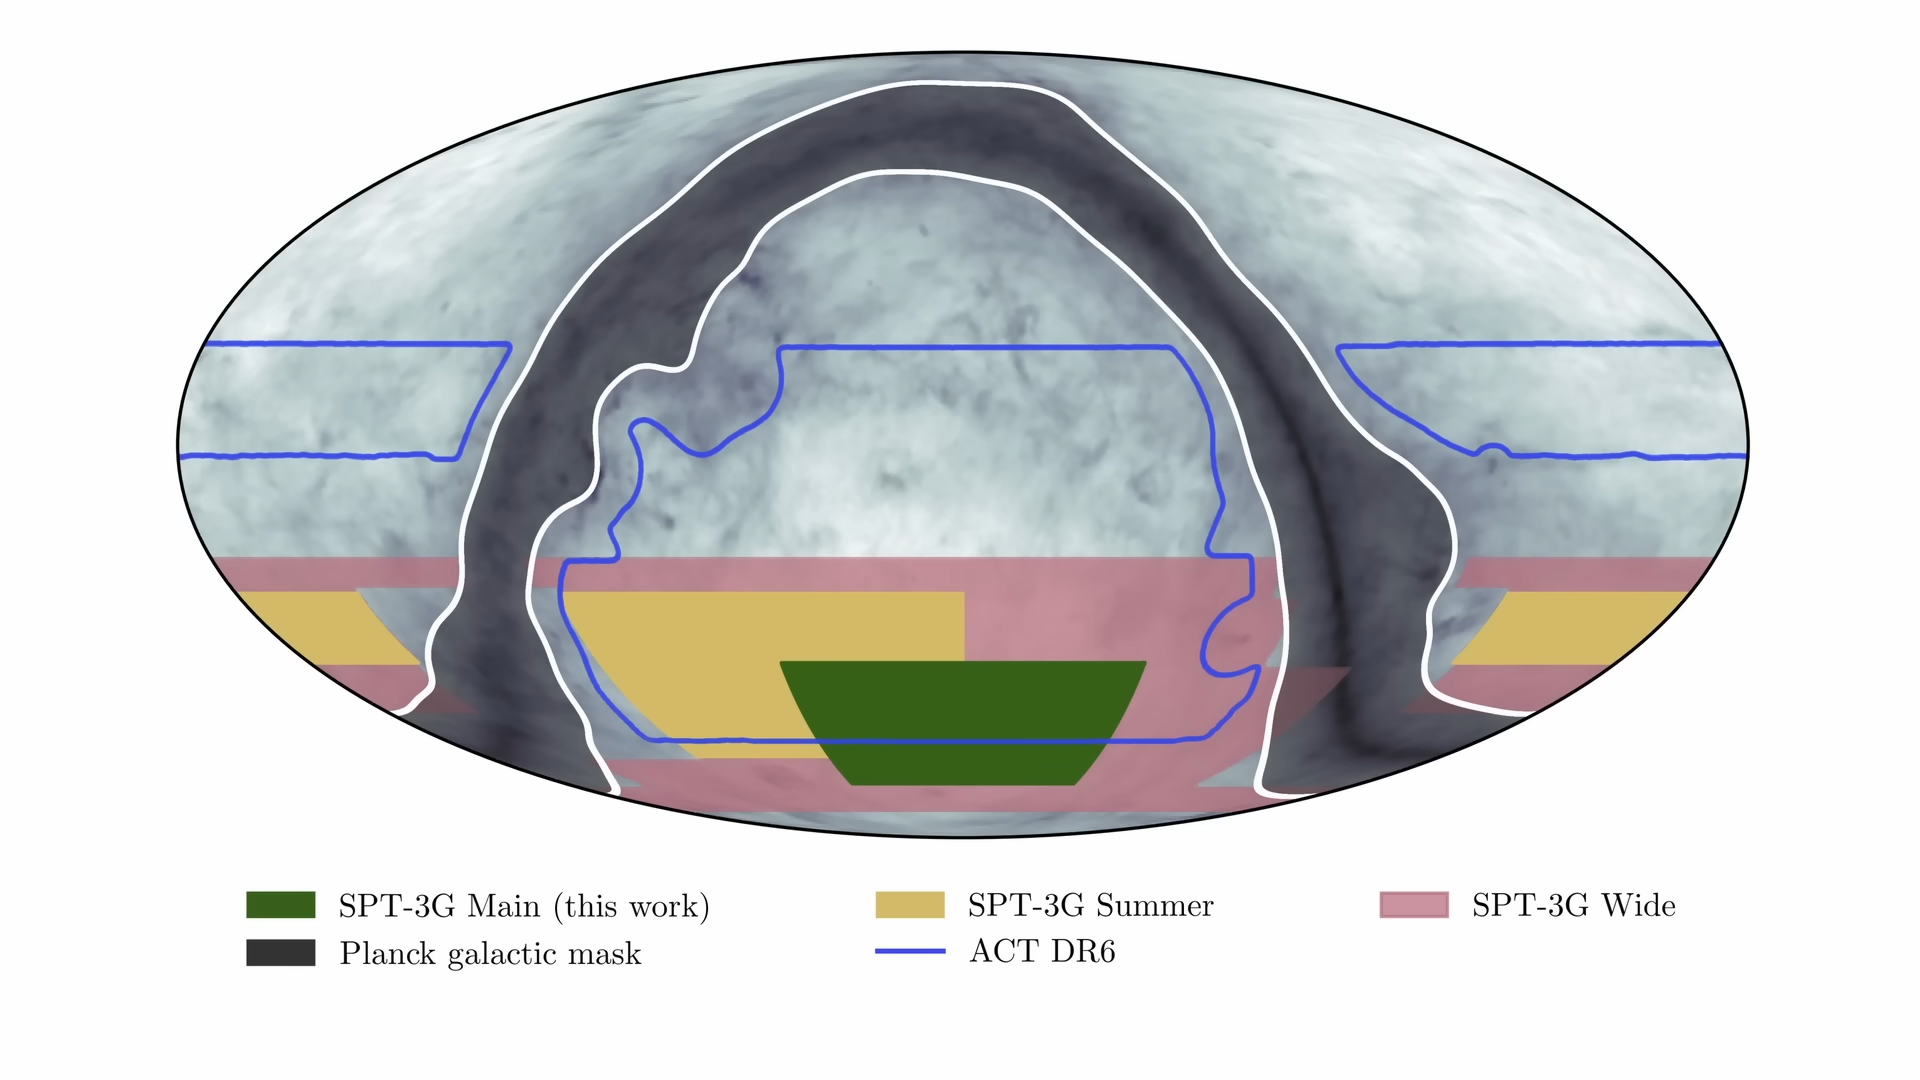 SPT-3G Main (this work)
SPT-3G Summer
SPT-3G Wide
Planck galactic mask
ACT DR6